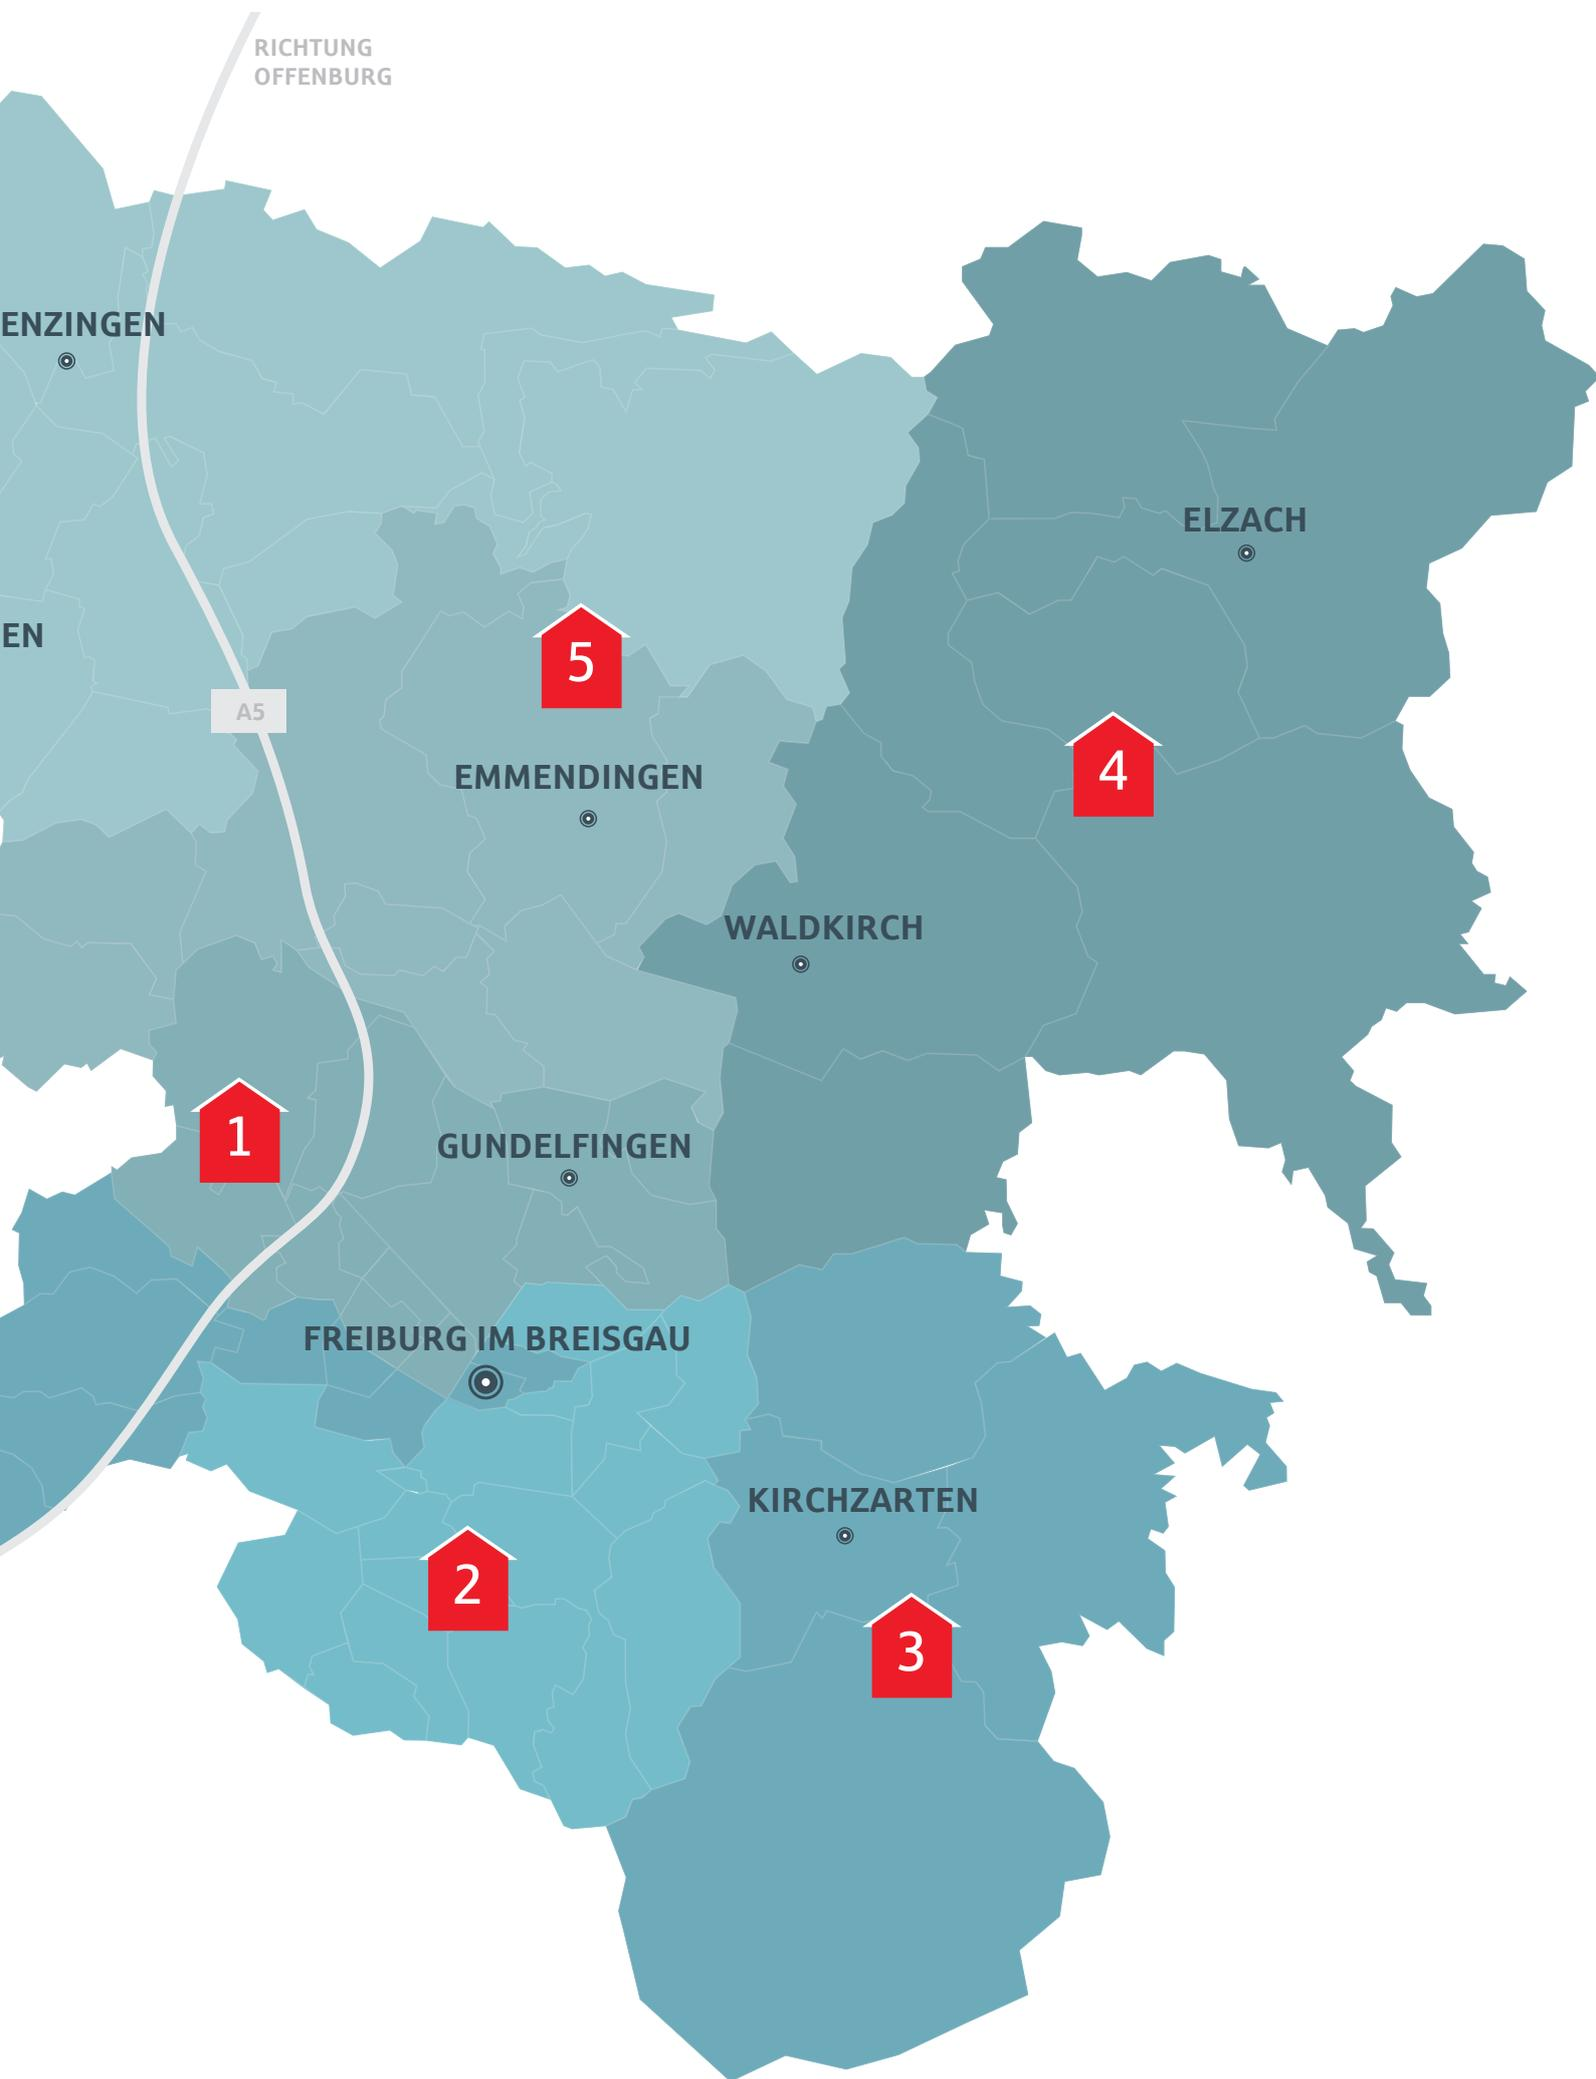 RICHTUNG
OFFENBURG
ENZINGEN
ELZACH
EN
5
A5
EMMENDINGEN
4
WALDKIRCH
1
GUNDELFINGEN
FREIBURG IM BREISGAU
KIRCHZARTEN
2
3